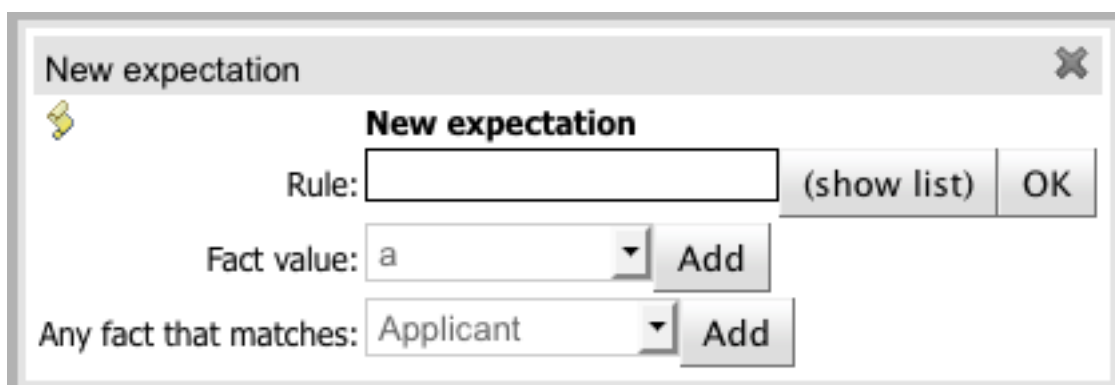 New expectation
New expectation
Rule: (show list) OK
Fact value: a Add
Any fact that matches: Applicant Add